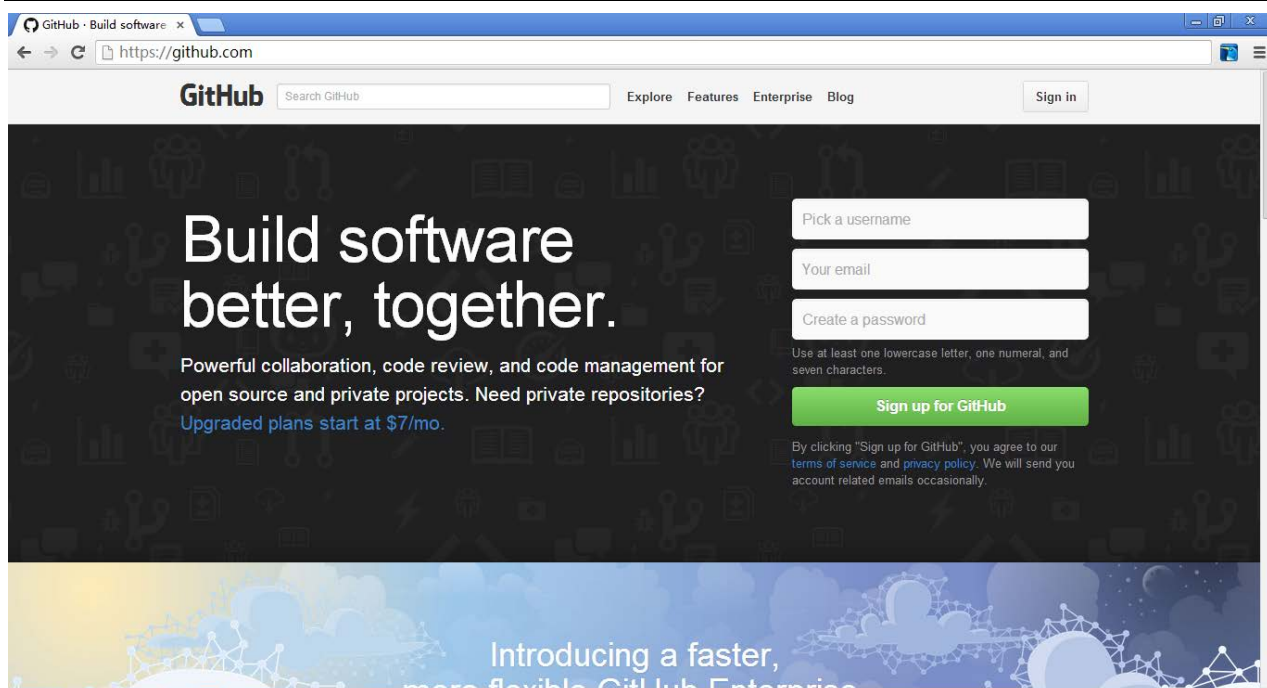 GitHub · Build software
https://github.com
GitHub
Search GitHub
Explore Features Enterprise Blog
Sign in
Build software
better, together.
Powerful collaboration, code review, and code management for
open source and private projects. Need private repositories?
Upgraded plans start at $7/mo.
Pick a username
Your email
Create a password
Use at least one lowercase letter, one numeral, and
seven characters.
Sign up for GitHub
By clicking "Sign up for GitHub", you agree to our
terms of service and privacy policy. We will send you
account related emails occasionally.
Introducing a faster,
more flexible GitHub Enterprise